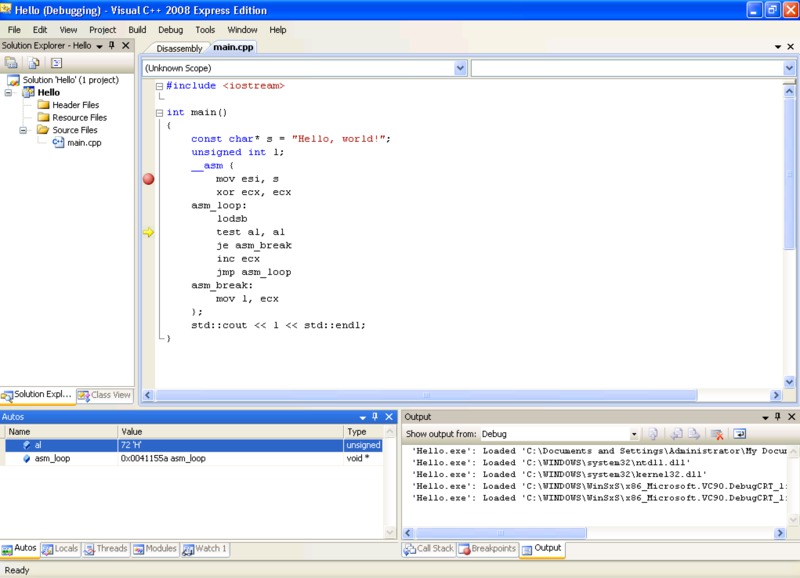 Hello (Debugging) - Visual C++ 2008 Express Edition
File Edit View Project Build Debug Tools Window Help
Solution Explorer - Hello
Disassembly main.cpp
(Unknown Scope)
Solution 'Hello' (1 project)
Hello
Header Files
Resource Files
Source Files
main.cpp
#include <iostream>
int main()
{
const char* s = "Hello, world!";
unsigned int l;
__asm {
mov esi, s
xor ecx, ecx
asm_loop:
lodsb
test al, al
je asm_break
inc ecx
jmp asm_loop
asm_break:
mov l, ecx
};
std::cout << l << std::endl;
}
Solution Expl... Class View
Autos
Name Value Type
al 72 'H' unsigned
asm_loop 0x0041155a asm_loop void *
Autos Locals Threads Modules Watch 1
Output
Show output from: Debug
'Hello.exe': Loaded 'C:\Documents and Settings\Administrator\My Docu
'Hello.exe': Loaded 'C:\WINDOWS\system32\ntdll.dll'
'Hello.exe': Loaded 'C:\WINDOWS\system32\kernel32.dll'
'Hello.exe': Loaded 'C:\WINDOWS\WinSxS\x86_Microsoft.VC90.DebugCRT_1
'Hello.exe': Loaded 'C:\WINDOWS\WinSxS\x86_Microsoft.VC90.DebugCRT_1
Call Stack Breakpoints Output
Ready